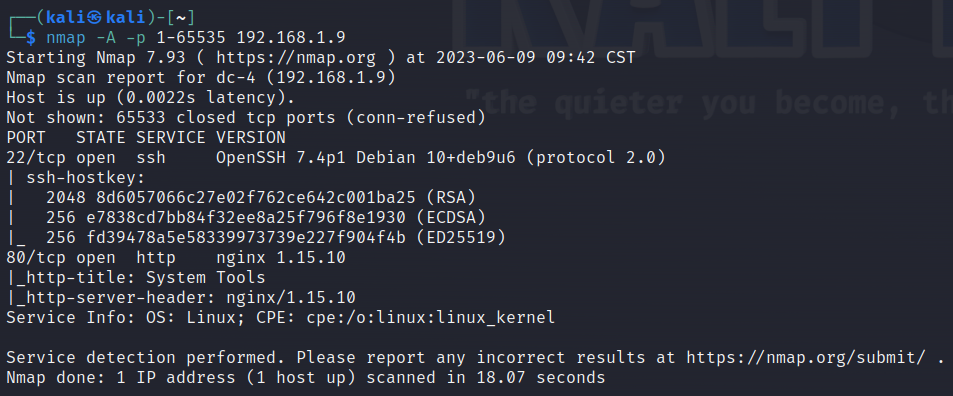 ┌──(kali㉿kali)-[~]
└─$ nmap -A -p 1-65535 192.168.1.9
Starting Nmap 7.93 ( https://nmap.org ) at 2023-06-09 09:42 CST
Nmap scan report for dc-4 (192.168.1.9)
Host is up (0.0022s latency).
"the quieter you become, th
Not shown: 65533 closed tcp ports (conn-refused)
PORT   STATE SERVICE VERSION
22/tcp open  ssh     OpenSSH 7.4p1 Debian 10+deb9u6 (protocol 2.0)
| ssh-hostkey:
|   2048 8d6057066c27e02f762ce642c001ba25 (RSA)
|   256 e7838cd7bb84f32ee8a25f796f8e1930 (ECDSA)
|_  256 fd39478a5e58339973739e227f904f4b (ED25519)
80/tcp open  http    nginx 1.15.10
|_http-title: System Tools
|_http-server-header: nginx/1.15.10
Service Info: OS: Linux; CPE: cpe:/o:linux:linux_kernel

Service detection performed. Please report any incorrect results at https://nmap.org/submit/ .
Nmap done: 1 IP address (1 host up) scanned in 18.07 seconds